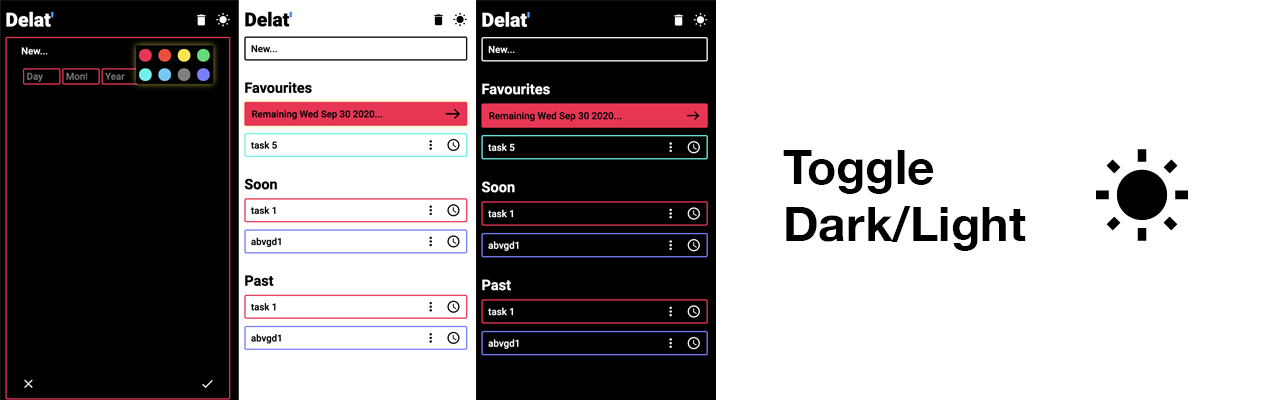 Delat'
New...
Day
Mont
Year
Delat'
New...
Favourites
Remaining Wed Sep 30 2020...
task 5
Soon
task 1
abvgd1
Past
task 1
abvgd1
Delat'
New...
Favourites
Remaining Wed Sep 30 2020...
task 5
Soon
task 1
abvgd1
Past
task 1
abvgd1
Toggle
Dark/Light